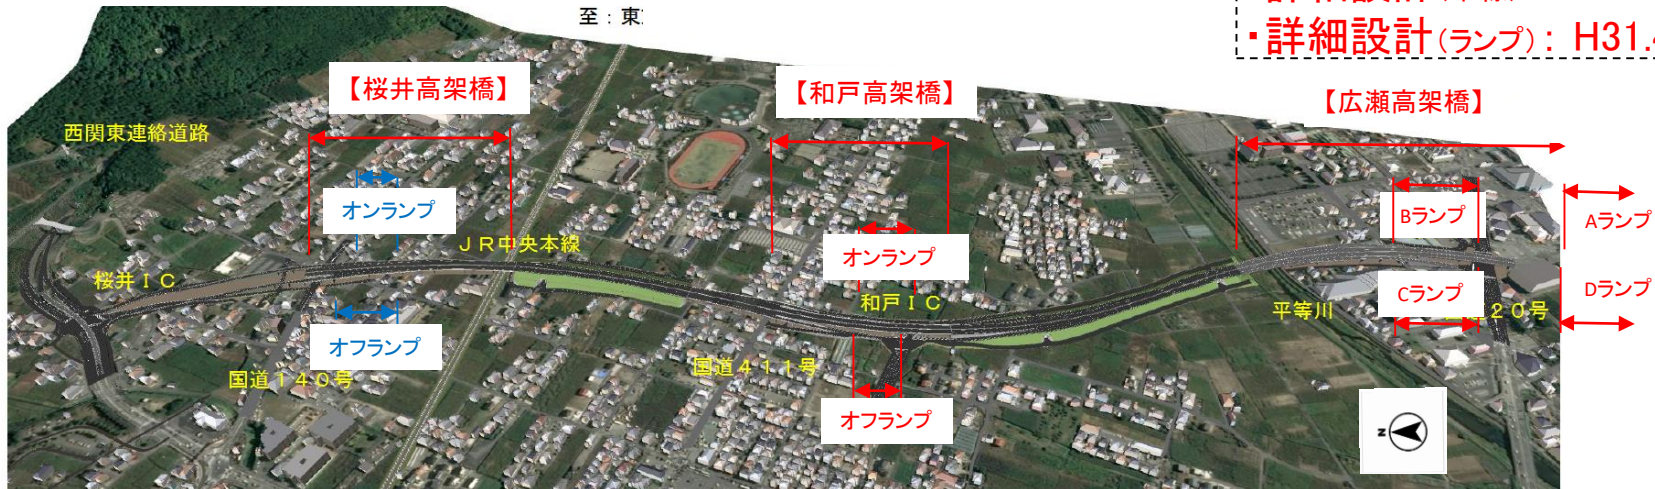 至：東
・詳細設計（ランプ）：H31.
【桜井高架橋】
【和戸高架橋】
【広瀬高架橋】
西関東連絡道路
オンランプ
Bランプ
Aランプ
ＪＲ中央本線
オンランプ
桜井ＩＣ
和戸ＩＣ
平等川
Cランプ
２０号
Dランプ
オフランプ
国道１４０号
国道４１１号
オフランプ
N